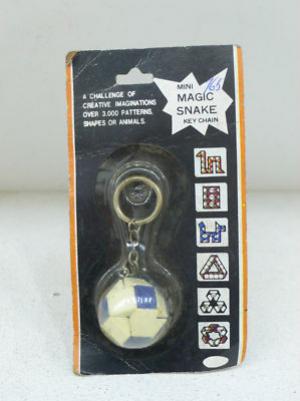 A CHALLENGE OF
CREATIVE IMAGINATIONS
OVER 3,000 PATTERNS,
SHAPES OR ANIMALS.
MINI
MAGIC
SNAKE
KEY CHAIN